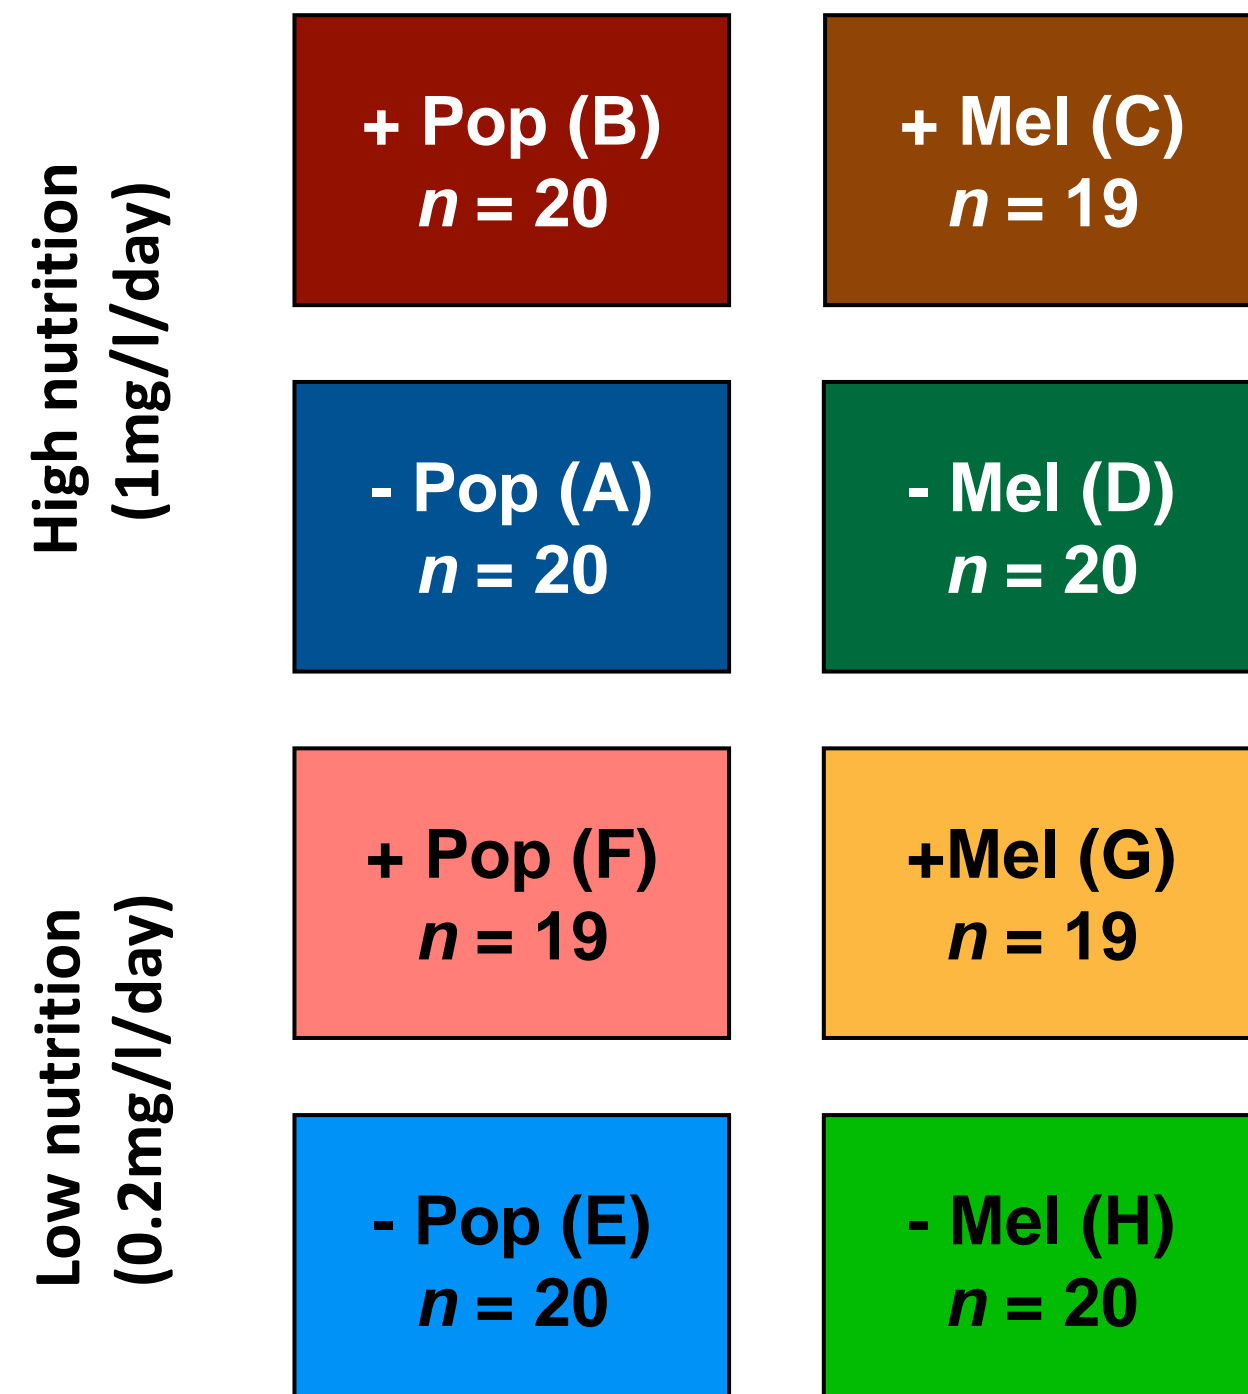 High nutrition
(1mg/l/day)
+ Pop (B)
n = 20
+ Mel (C)
n = 19
- Pop (A)
n = 20
- Mel (D)
n = 20
Low nutrition
(0.2mg/l/day)
+ Pop (F)
n = 19
+Mel (G)
n = 19
- Pop (E)
n = 20
- Mel (H)
n = 20